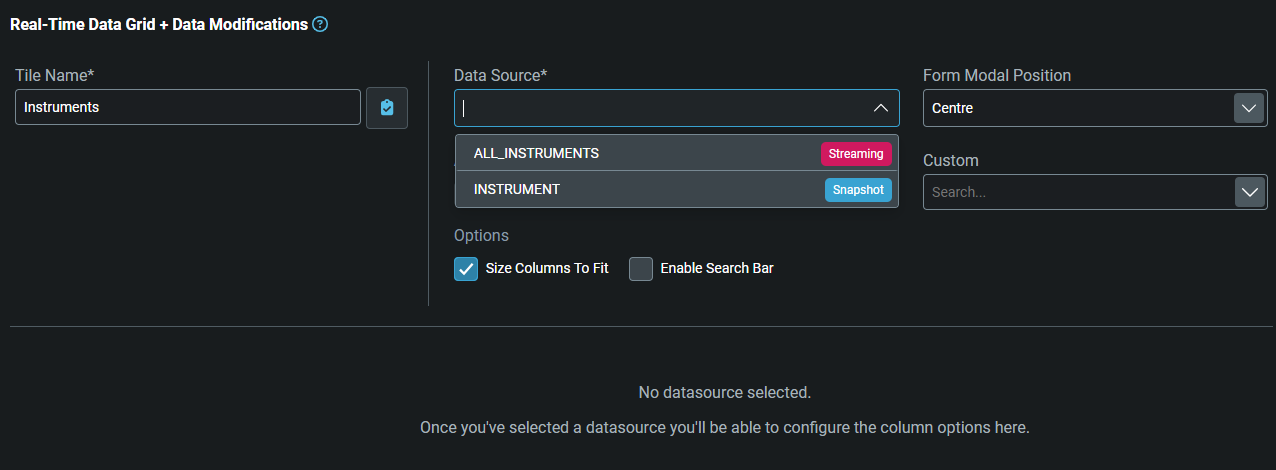 Real-Time Data Grid + Data Modifications ?
Tile Name*
Instruments
Data Source*
ALL_INSTRUMENTS Streaming
INSTRUMENT Snapshot
Form Modal Position
Centre
Custom
Search...
Options
Size Columns To Fit
Enable Search Bar
No datasource selected.
Once you've selected a datasource you'll be able to configure the column options here.